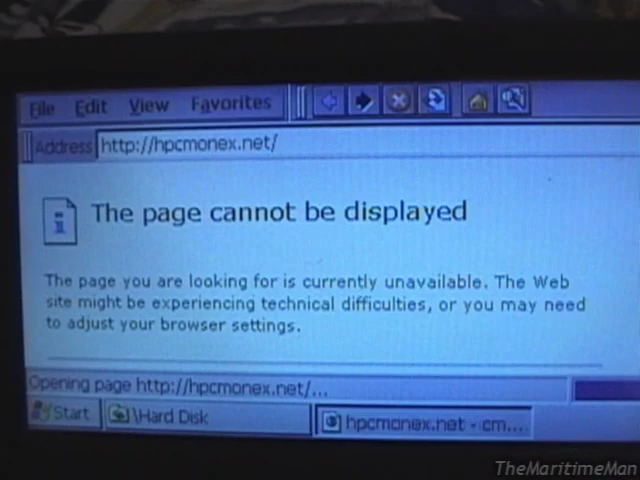 File Edit View Favorites
Address http://hpcmonex.net/
The page cannot be displayed
The page you are looking for is currently unavailable. The Web
site might be experiencing technical difficulties, or you may need
to adjust your browser settings.
Opening page http://hpcmonex.net/...
Start \Hard Disk hpcmonex.net - cm...
TheMaritimeMan